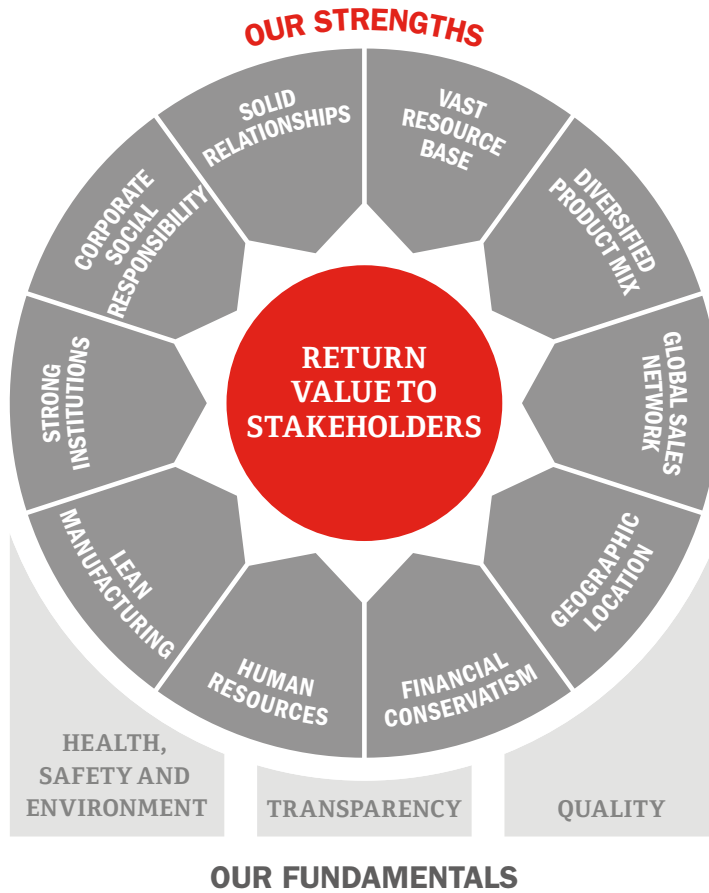 OUR STRENGTHS
SOLID
RELATIONSHIPS
VAST
RESOURCE
BASE
DIVERSIFIED
PRODUCT MIX
GLOBAL SALES
NETWORK
GEOGRAPHIC
LOCATION
FINANCIAL
CONSERVATISM
HUMAN
RESOURCES
LEAN
MANUFACTURING
STRONG
INSTITUTIONS
CORPORATE
SOCIAL
RESPONSIBILITY
RETURN
VALUE TO
STAKEHOLDERS
HEALTH,
SAFETY AND
ENVIRONMENT
TRANSPARENCY
QUALITY
OUR FUNDAMENTALS